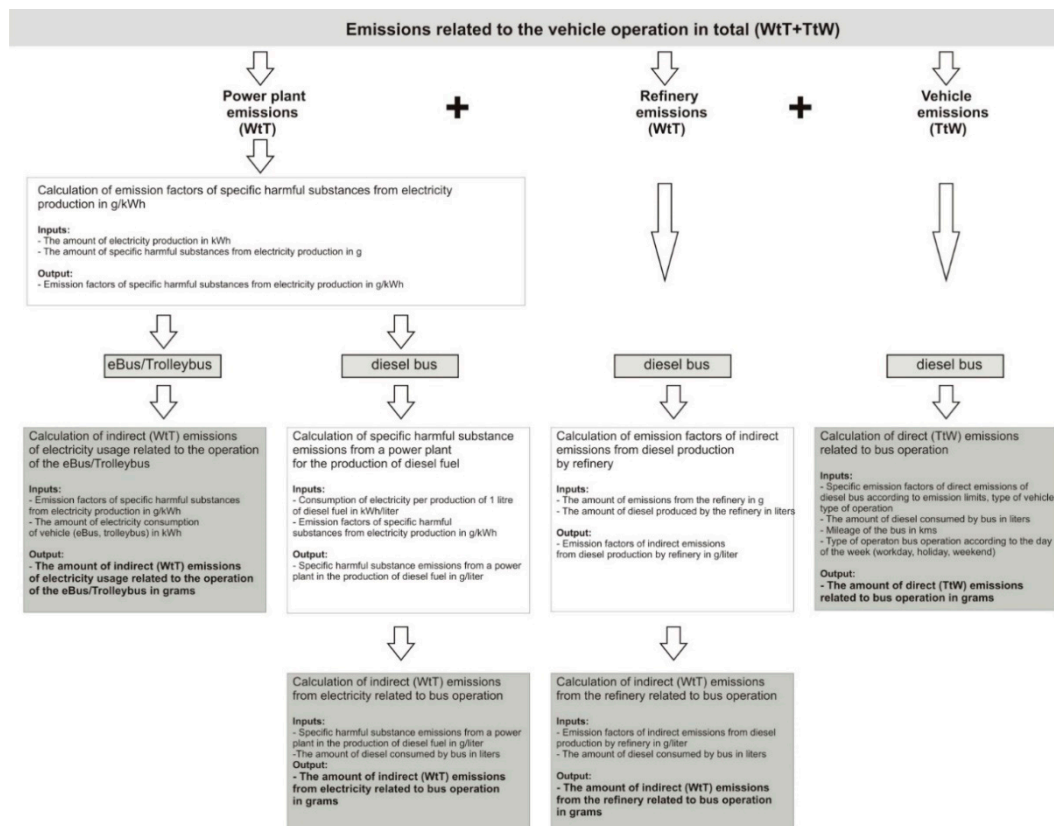 Emissions related to the vehicle operation in total (WtT+TtW)
Power plant
emissions
(WtT)
+
Refinery
emissions
(WtT)
+
Vehicle
emissions
(TtW)
Calculation of emission factors of specific harmful substances from electricity
production in g/kWh
Inputs:
- The amount of electricity production in kWh
- The amount of specific harmful substances from electricity production in g
Output:
- Emission factors of specific harmful substances from electricity production in g/kWh
eBus/Trolleybus
diesel bus
diesel bus
diesel bus
Calculation of indirect (WtT) emissions
of electricity usage related to the operation
of the eBus/Trolleybus
Inputs:
- Emission factors of specific harmful substances
from electricity production in g/kWh
- The amount of electricity consumption
of vehicle (eBus, trolleybus) in kWh
Output:
- The amount of indirect (WtT) emissions
of electricity usage related to the operation
of the eBus/Trolleybus in grams
Calculation of specific harmful substance
emissions from a power plant
for the production of diesel fuel
Inputs:
- Consumption of electricity per production of 1 litre
of diesel fuel in kWh/liter
- Emission factors of specific harmful
substances from electricity production in g/kWh
Output:
- Specific harmful substance emissions from a power
plant in the production of diesel fuel in g/liter
Calculation of emission factors of indirect
emissions from diesel production
by refinery
Inputs:
- The amount of emissions from the refinery in g
- The amount of diesel produced by the refinery in liters
Output:
- Emission factors of indirect emissions
from diesel production by refinery in g/liter
Calculation of direct (TtW) emissions
related to bus operation
Inputs:
- Specific emission factors of direct emissions of
diesel bus according to emission limits, type of vehicle
type of operation
- The amount of diesel consumed by bus in liters
- Mileage of the bus in kms
- Type of operaton bus operation according to the day
of the week (workday, holiday, weekend)
Output:
- The amount of direct (TtW) emissions
related to bus operation in grams
Calculation of indirect (WtT) emissions
from electricity related to bus operation
Inputs:
- Specific harmful substance emissions from a power
plant in the production of diesel fuel in g/liter
-The amount of diesel consumed by bus in liters
Output:
- The amount of indirect (WtT) emissions
from electricity related to bus operation
in grams
Calculation of indirect (WtT) emissions
from the refinery related to bus operation
Inputs:
- Emission factors of indirect emissions from diesel
production by refinery in g/liter
- The amount of diesel consumed by bus in liters
Output:
- The amount of indirect (WtT) emissions
from the refinery related to bus operation
in grams